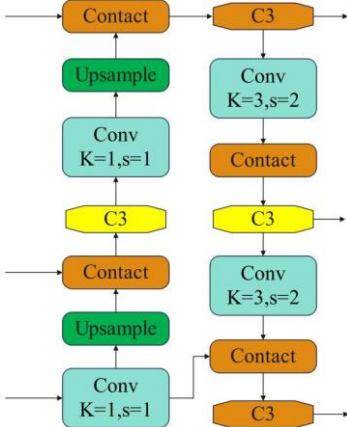 Contact
C3
Upsample
Conv
K=3,s=2
Conv
K=1,s=1
Contact
C3
C3
Contact
Conv
K=3,s=2
Upsample
Contact
Conv
K=1,s=1
C3